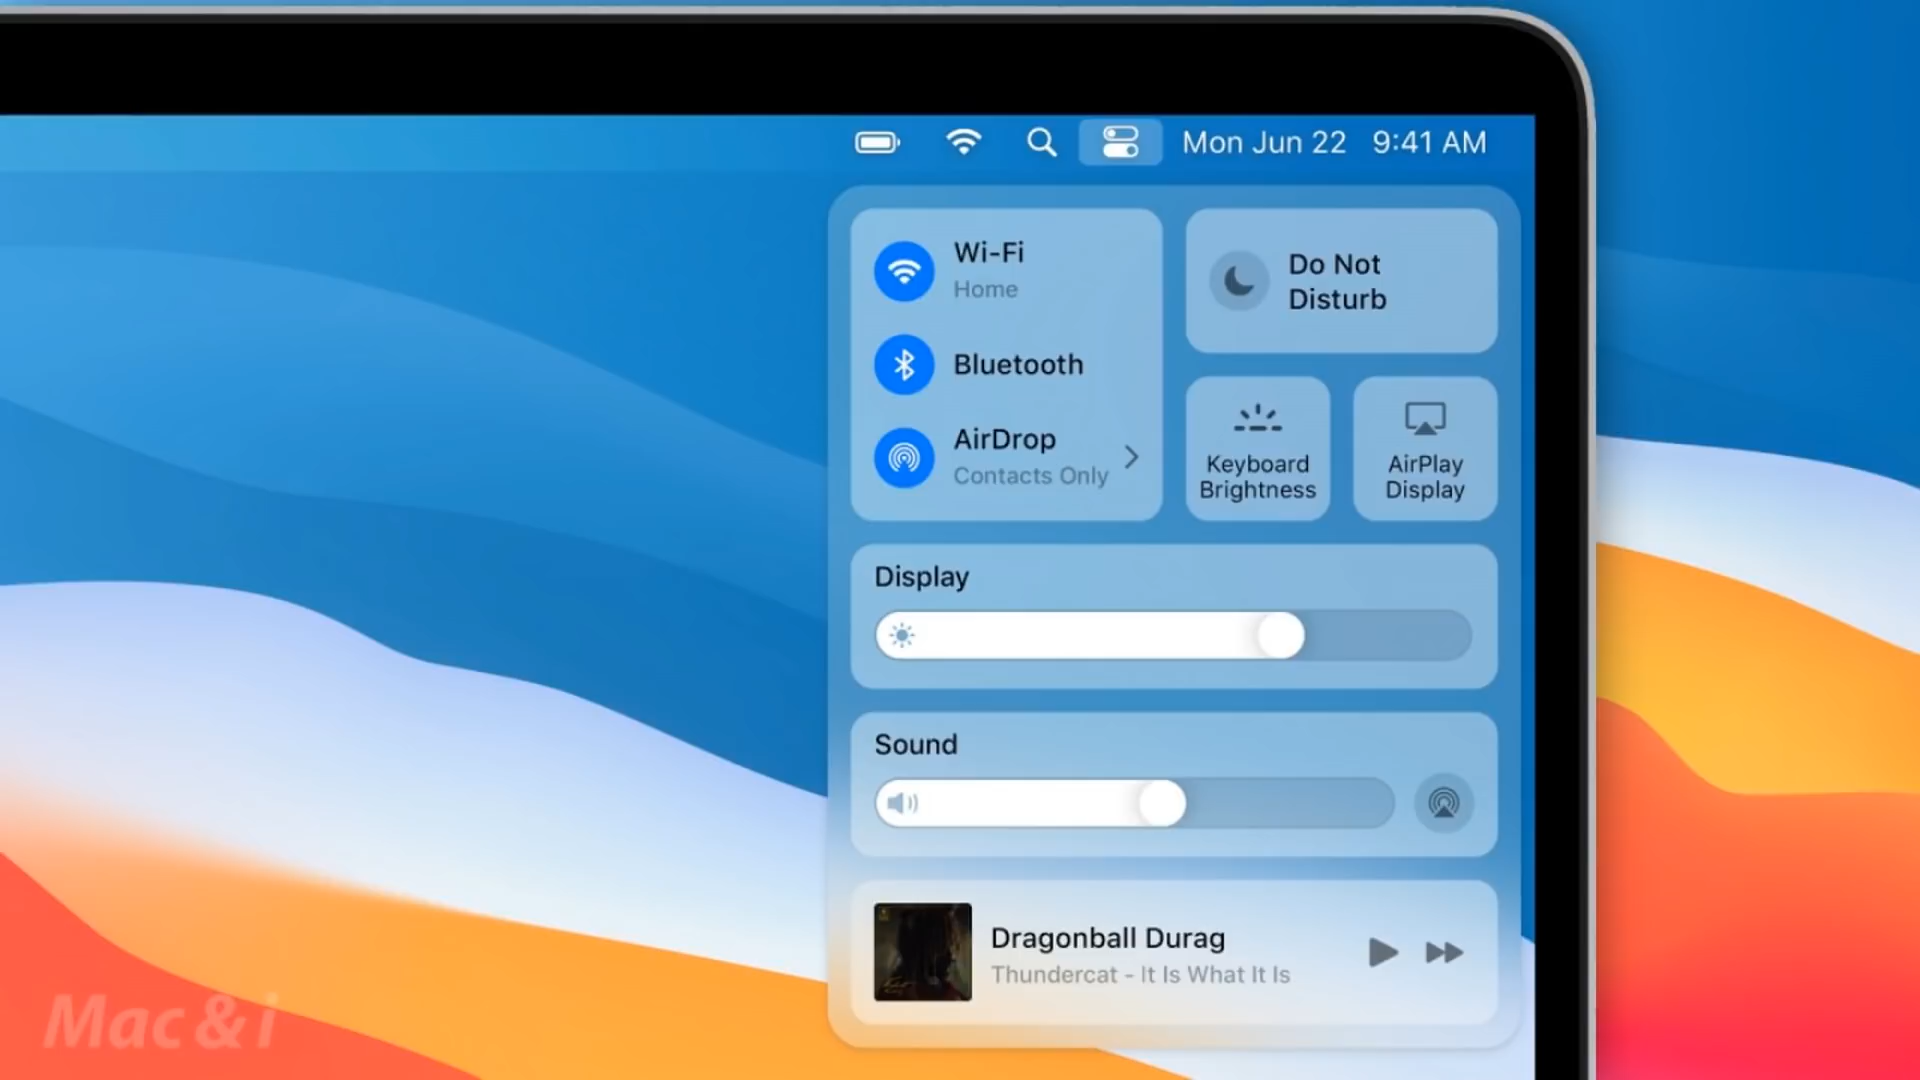 Mon Jun 22 9:41 AM
Wi-Fi
Home
Bluetooth
AirDrop
Contacts Only
Do Not
Disturb
Keyboard
Brightness
AirPlay
Display
Display
Sound
Dragonball Durag
Thundercat - It Is What It Is
Mac & i